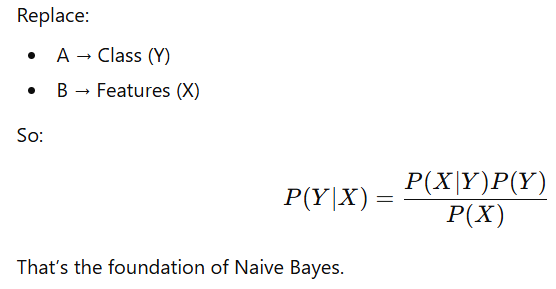 Replace:
• A → Class (Y)
• B → Features (X)
So:
P(Y|X) = P(X|Y)P(Y) / P(X)
That’s the foundation of Naive Bayes.